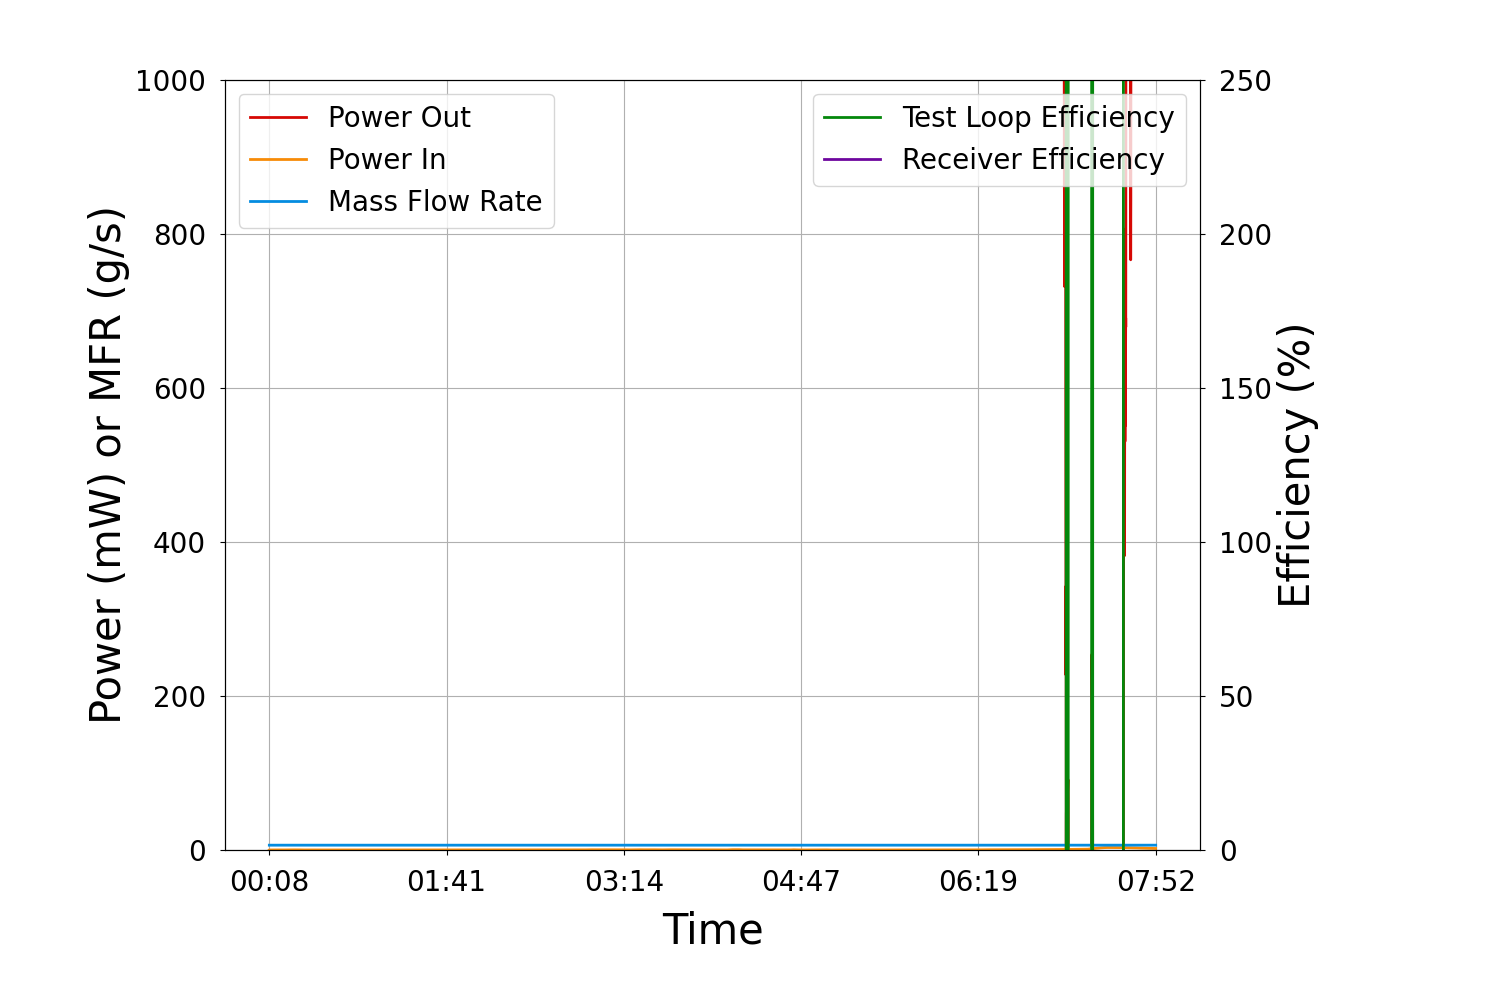 Power Out
Power In
Mass Flow Rate
Test Loop Efficiency
Receiver Efficiency
Power (mW) or MFR (g/s)
1000
800
600
400
200
0
250
200
150
100
50
0
Efficiency (%)
00:08 01:41 03:14 04:47 06:19 07:52
Time